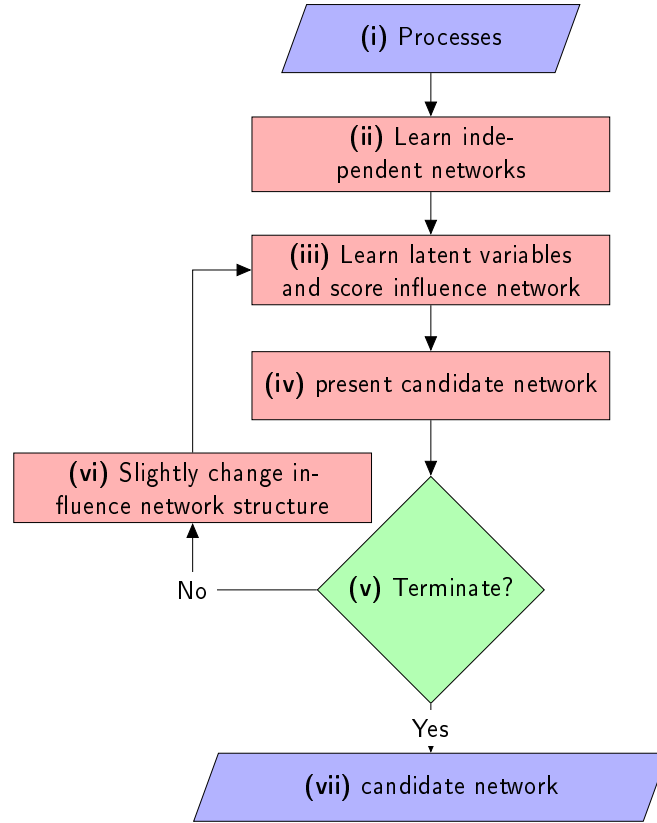 (i) Processes
(ii) Learn inde-
pendent networks
(iii) Learn latent variables
and score influence network
(iv) present candidate network
(vi) Slightly change in-
fluence network structure
(v) Terminate?
No
Yes
(vii) candidate network